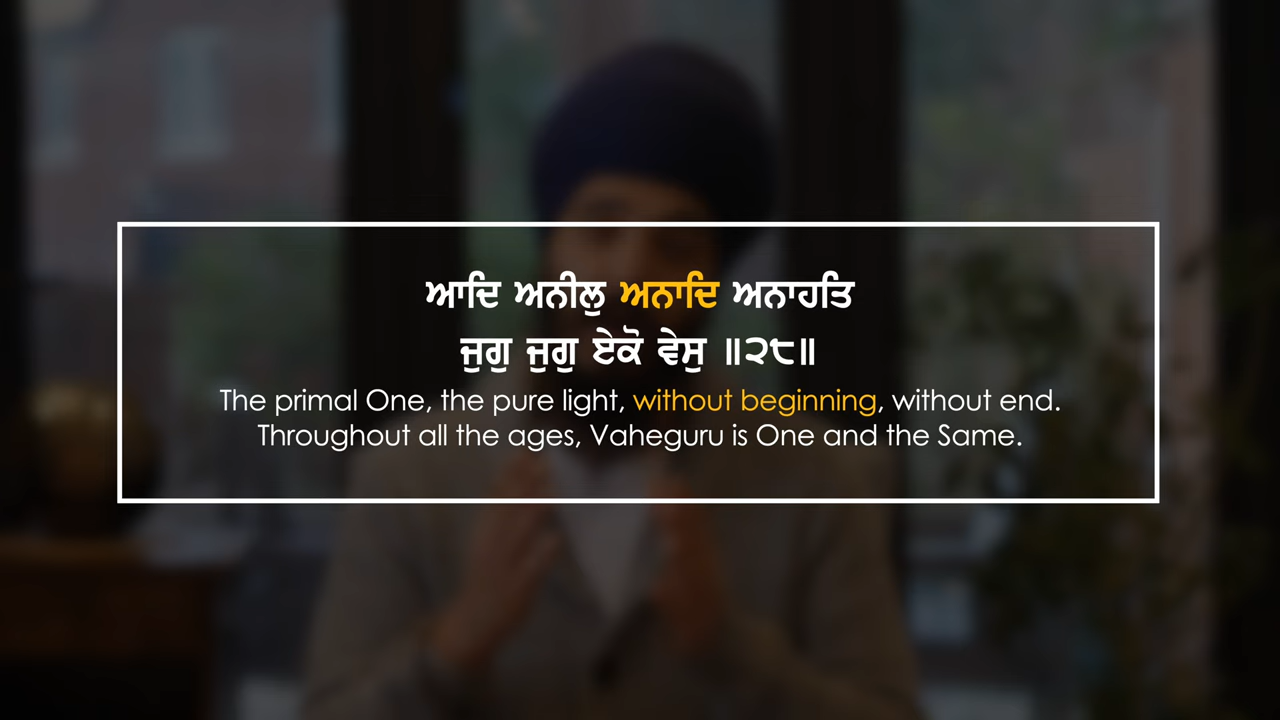 ਆਦਿ ਅਨੀਲੁ ਅਨਾਦਿ ਅਨਾਹਤਿ
ਜੁਗੁ ਜੁਗੁ ਏਕੋ ਵੇਸੁ ॥੨੮॥
The primal One, the pure light, without beginning, without end.
Throughout all the ages, Vaheguru is One and the Same.